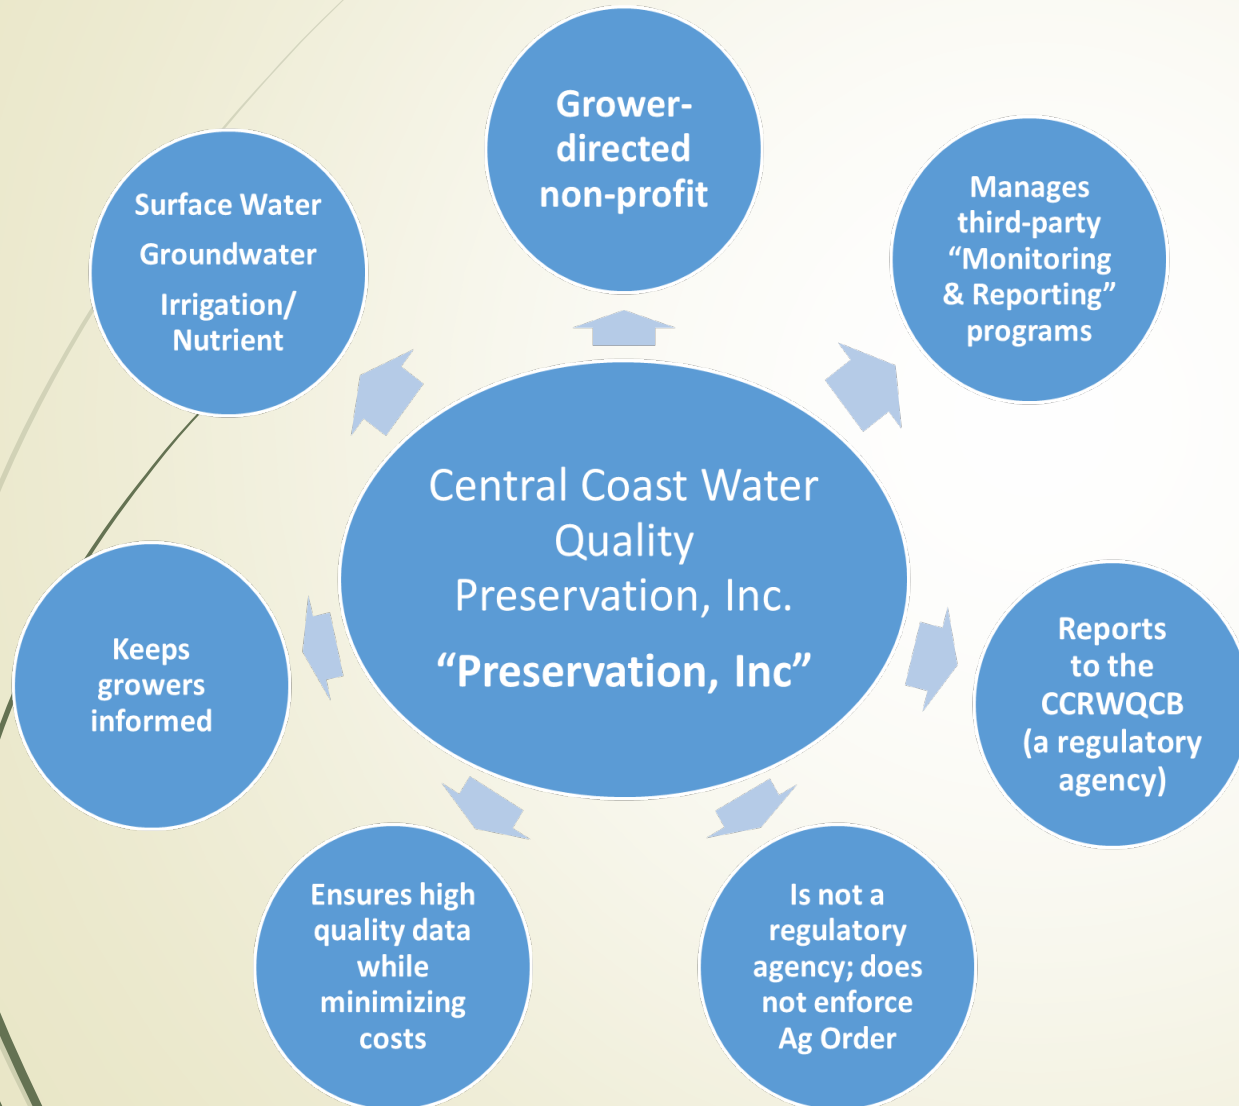 Grower-
directed
non-profit
Surface Water
Groundwater
Irrigation/
Nutrient
Manages
third-party
“Monitoring
& Reporting”
programs
Central Coast Water
Quality
Preservation, Inc.
“Preservation, Inc”
Keeps
growers
informed
Reports
to the
CCRWQCB
(a regulatory
agency)
Ensures high
quality data
while
minimizing
costs
Is not a
regulatory
agency; does
not enforce
Ag Order